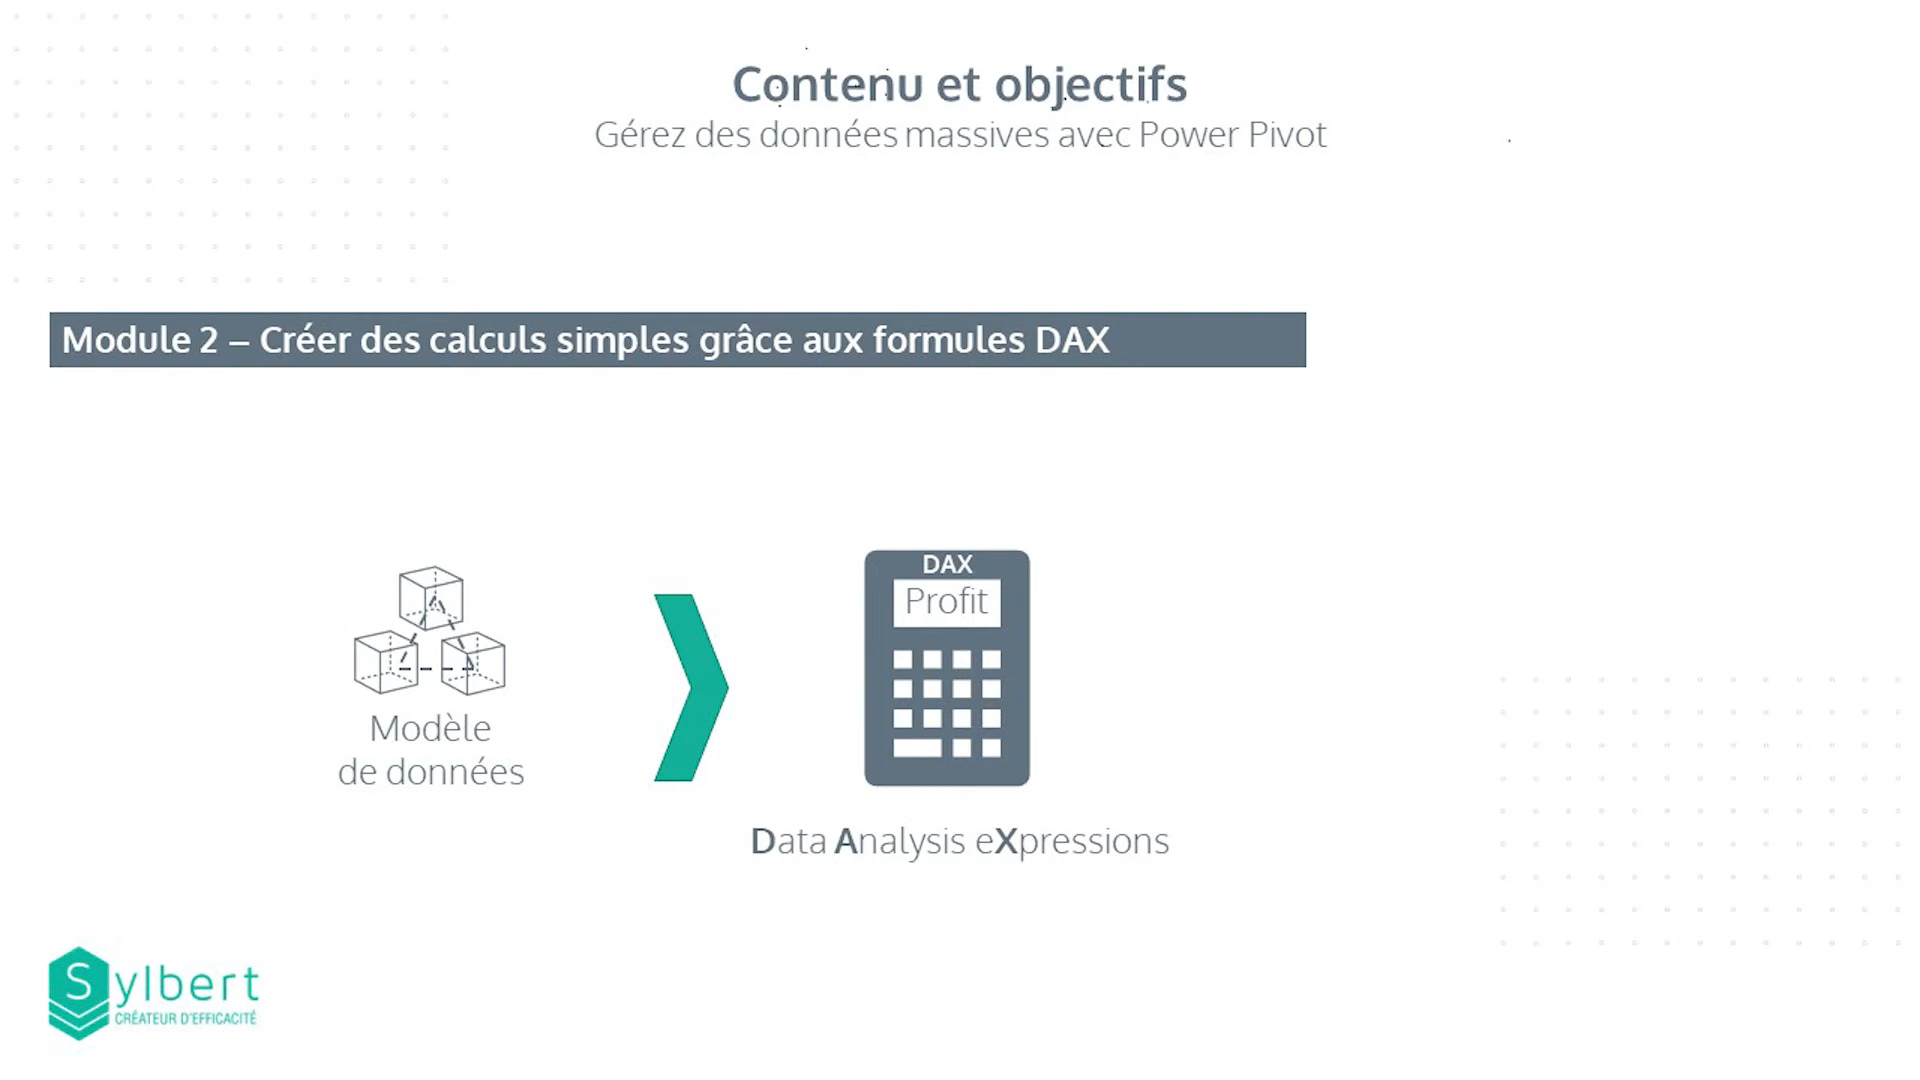 Contenu et objectifs
Gérez des données massives avec Power Pivot
Module 2 – Créer des calculs simples grâce aux formules DAX
DAX
Profit
Modèle
de données
Data Analysis eXpressions
Sylbert
CRÉATEUR D'EFFICACITÉ